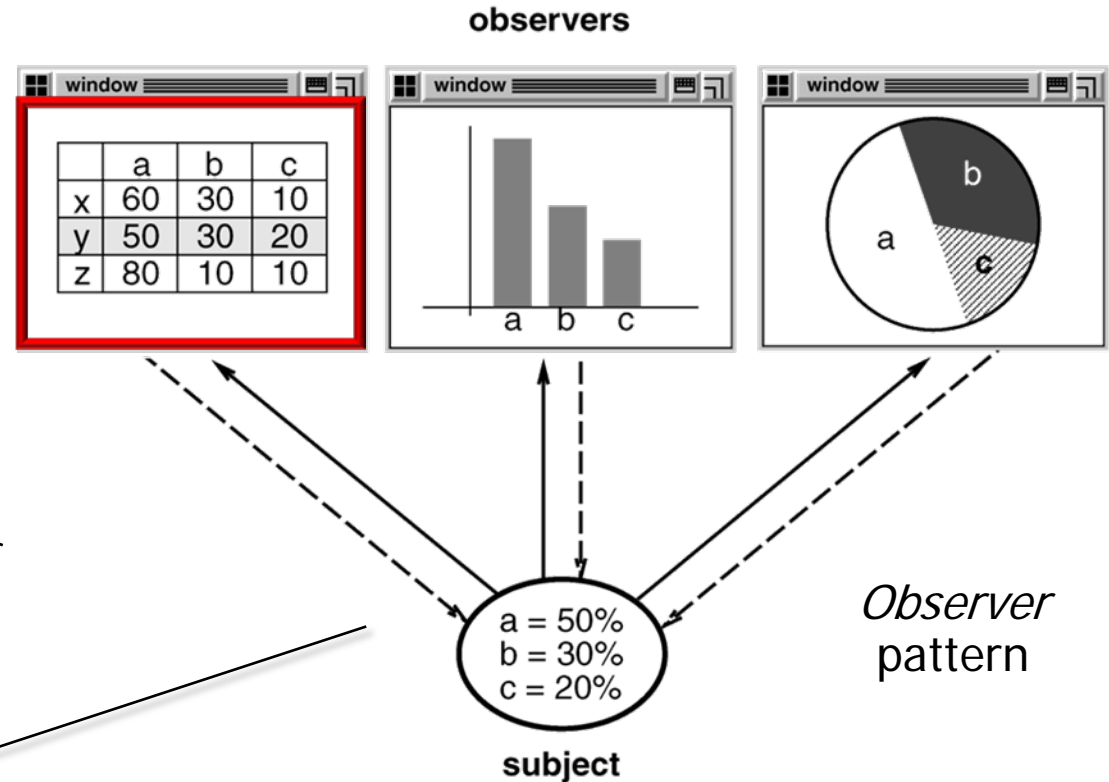 observers
window
a b c
x 60 30 10
y 50 30 20
z 80 10 10
window
a b c
window
b
a
c
a = 50%
b = 30%
c = 20%
Observer
pattern
subject